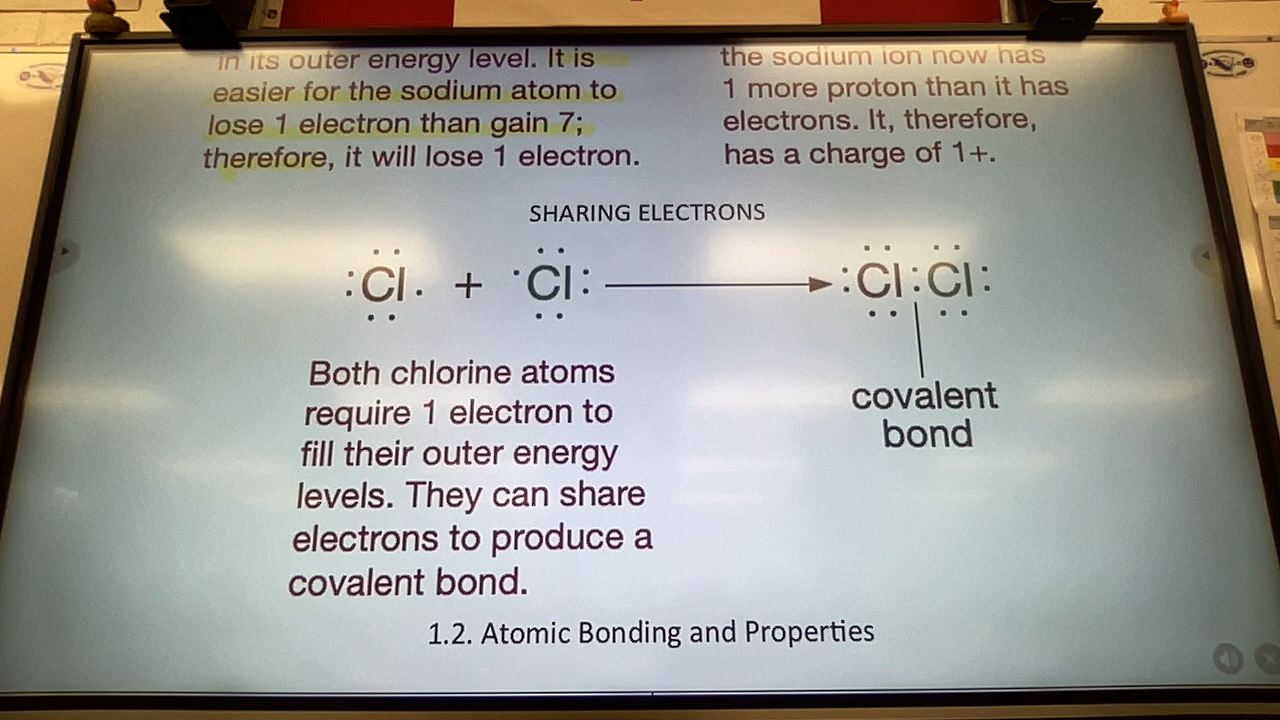 in its outer energy level. It is
easier for the sodium atom to
lose 1 electron than gain 7;
therefore, it will lose 1 electron.
the sodium ion now has
1 more proton than it has
electrons. It, therefore,
has a charge of 1+.
SHARING ELECTRONS
:Cl. + ·Cl: :Cl:Cl:
covalent
bond
Both chlorine atoms
require 1 electron to
fill their outer energy
levels. They can share
electrons to produce a
covalent bond.
1.2. Atomic Bonding and Properties